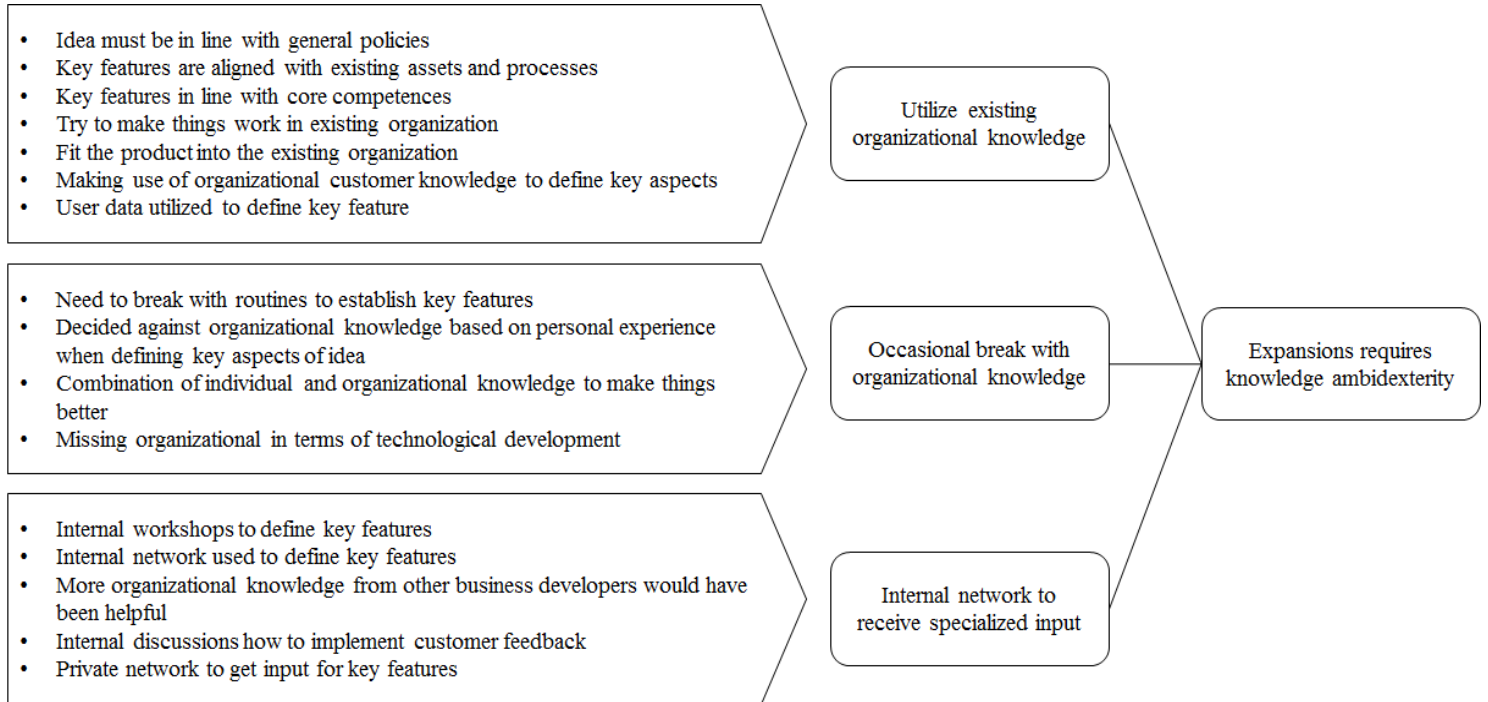 • Idea must be in line with general policies
• Key features are aligned with existing assets and processes
• Key features in line with core competences
• Try to make things work in existing organization
• Fit the product into the existing organization
• Making use of organizational customer knowledge to define key aspects
• User data utilized to define key feature
Utilize existing
organizational knowledge
• Need to break with routines to establish key features
• Decided against organizational knowledge based on personal experience
when defining key aspects of idea
• Combination of individual and organizational knowledge to make things
better
• Missing organizational in terms of technological development
Occasional break with
organizational knowledge
Expansions requires
knowledge ambidexterity
• Internal workshops to define key features
• Internal network used to define key features
• More organizational knowledge from other business developers would have
been helpful
• Internal discussions how to implement customer feedback
• Private network to get input for key features
Internal network to
receive specialized input